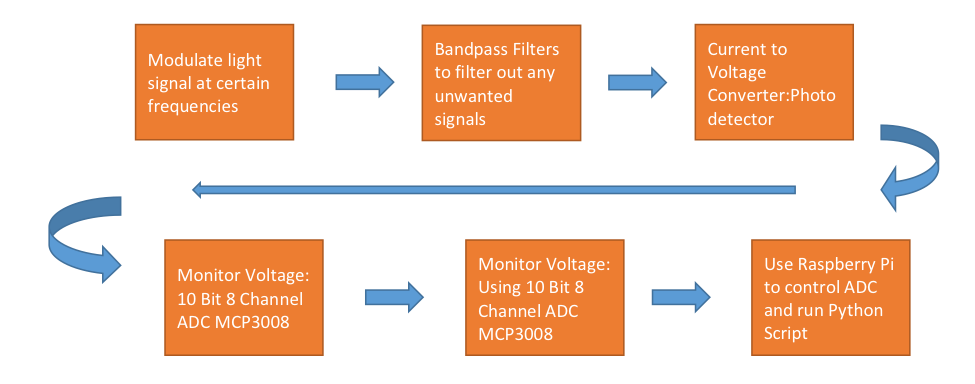 Modulate light
signal at certain
frequencies
Bandpass Filters
to filter out any
unwanted
signals
Current to
Voltage
Converter:Photo
detector
Monitor Voltage:
10 Bit 8 Channel
ADC MCP3008
Monitor Voltage:
Using 10 Bit 8
Channel ADC
MCP3008
Use Raspberry Pi
to control ADC
and run Python
Script